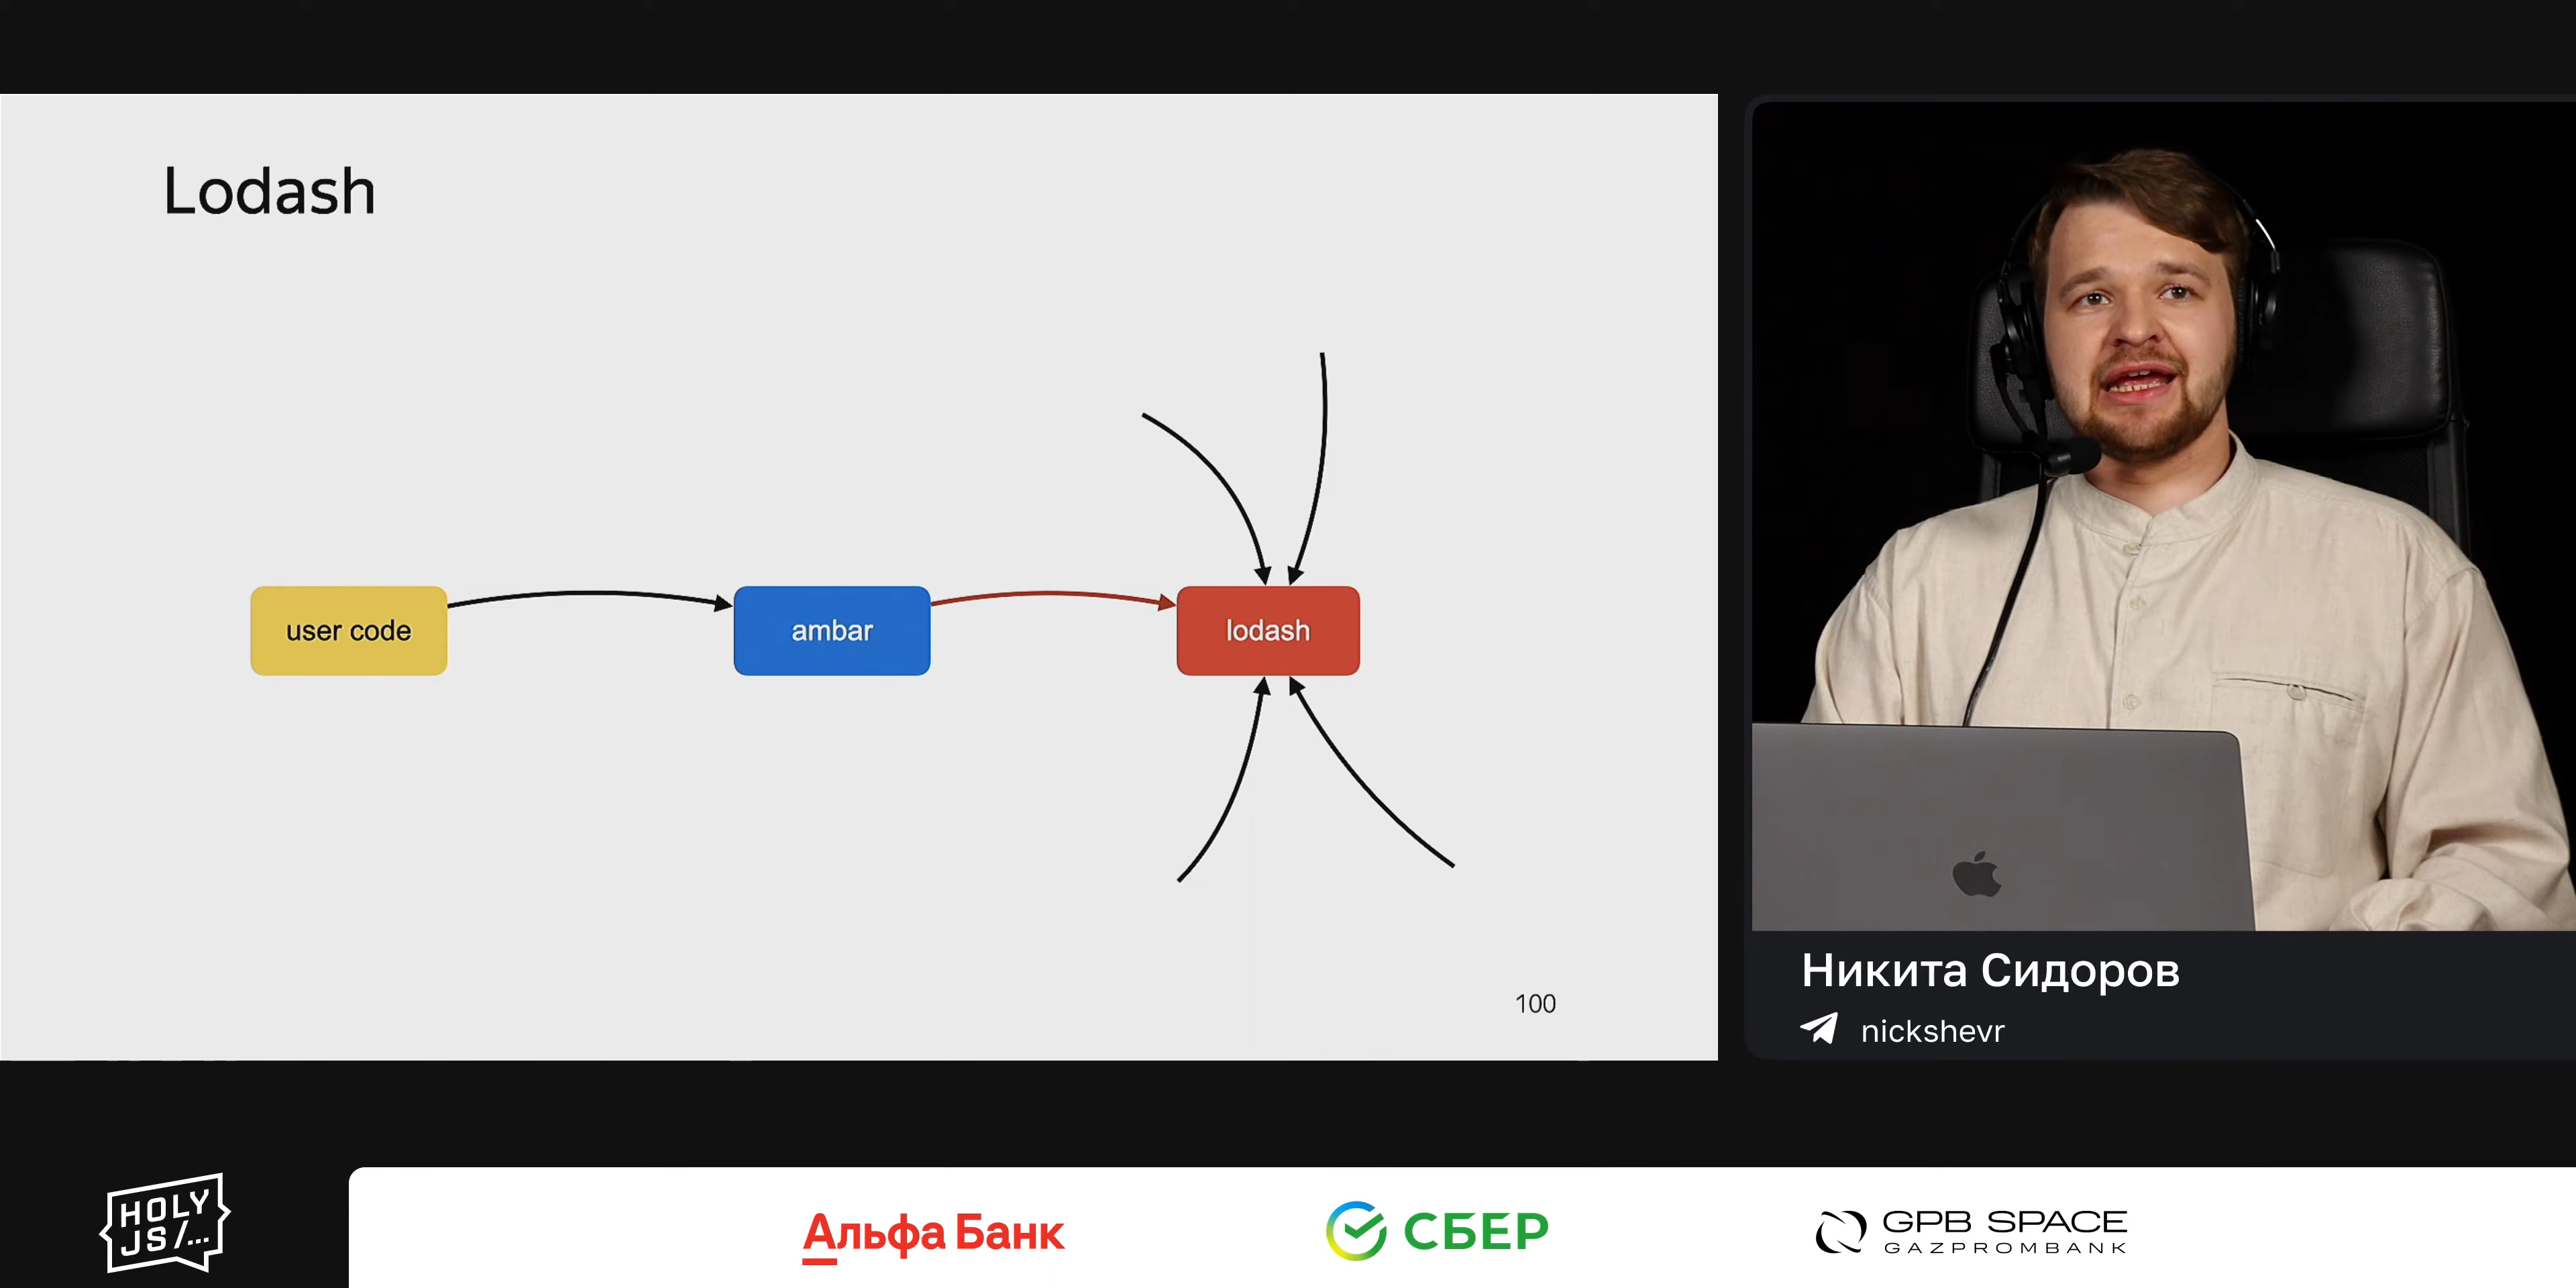 Lodash
user code
ambar
lodash
100
Никита Сидоров
nickshevr
HOLY
JS/...
Альфа Банк
СБЕР
GPB SPACE
GAZPROMBANK